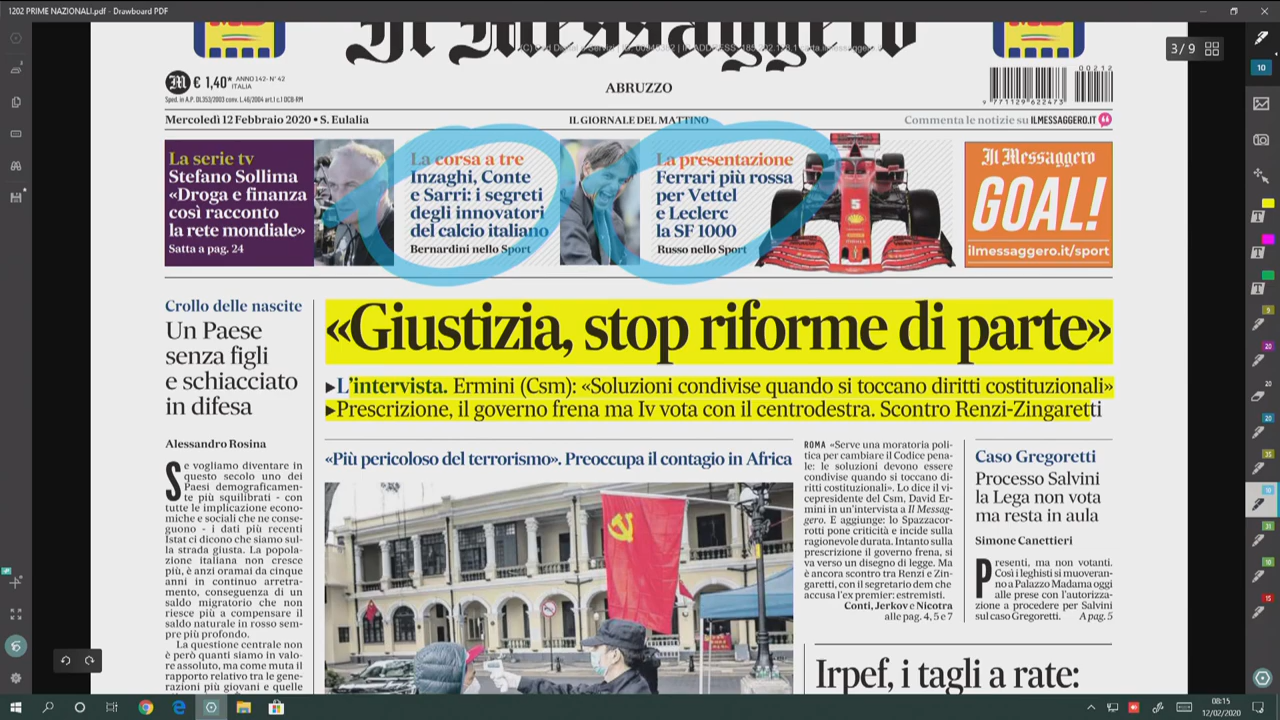 1202 PRIME NAZIONALI.pdf - Drawboard PDF
Il Messaggero
3 / 9
€ 1,40* ANNO 142- N° 42
ITALIA
Sped. in A.P. DL353/2003 conv. L.46/2004 art.1 c.1 DCB-RM
ABRUZZO
00212
9 771129 622473
Mercoledì 12 Febbraio 2020 • S. Eulalia
IL GIORNALE DEL MATTINO
Commenta le notizie su ILMESSAGGERO.IT
La serie tv
Stefano Sollima
«Droga e finanza
così racconto
la rete mondiale»
Satta a pag. 24
La corsa a tre
Inzaghi, Conte
e Sarri: i segreti
degli innovatori
del calcio italiano
Bernardini nello Sport
La presentazione
Ferrari più rossa
per Vettel
e Leclerc
la SF 1000
Russo nello Sport
5
Il Messaggero
GOAL!
ilmessaggero.it/sport
Crollo delle nascite
Un Paese
senza figli
e schiacciato
in difesa
Alessandro Rosina
Se vogliamo diventare in
questo secolo uno dei
Paesi demograficamen-
te più squilibrati - con
tutte le implicazione econo-
miche e sociali che ne conse-
guono - i dati più recenti
Istat ci dicono che siamo sul-
la strada giusta. La popola-
zione italiana non cresce
più, è anzi oramai da cinque
anni in continuo arretra-
mento, conseguenza di un
saldo migratorio che non
riesce più a compensare il
saldo naturale in rosso sem-
pre più profondo.
La questione centrale non
è però quanti siamo in valo-
re assoluto, ma come muta il
rapporto relativo tra le gene-
razioni più giovani e quelle
«Giustizia, stop riforme di parte»
▸L'intervista. Ermini (Csm): «Soluzioni condivise quando si toccano diritti costituzionali»
▸Prescrizione, il governo frena ma Iv vota con il centrodestra. Scontro Renzi-Zingaretti
«Più pericoloso del terrorismo». Preoccupa il contagio in Africa
ROMA «Serve una moratoria poli-
tica per cambiare il Codice pena-
le: le soluzioni devono essere
condivise quando si toccano di-
ritti costituzionali». Lo dice il vi-
cepresidente del Csm, David Er-
mini in un'intervista a Il Messag-
gero. E aggiunge: lo Spazzacor-
rotti pone criticità e incide sulla
ragionevole durata. Intanto sulla
prescrizione il governo frena, si
va verso un disegno di legge. Ma
è ancora scontro tra Renzi e Zin-
garetti, con il segretario dem che
accusa l'ex premier: estremisti.
Conti, Jerkov e Nicotra
alle pag. 4, 5 e 7
Caso Gregoretti
Processo Salvini
la Lega non vota
ma resta in aula
Simone Canettieri
Presenti, ma non votanti.
Così i leghisti si muoveran-
no a Palazzo Madama oggi
alle prese con l'autorizza-
zione a procedere per Salvini
sul caso Gregoretti. A pag. 5
Irpef, i tagli a rate:
08:15
12/02/2020